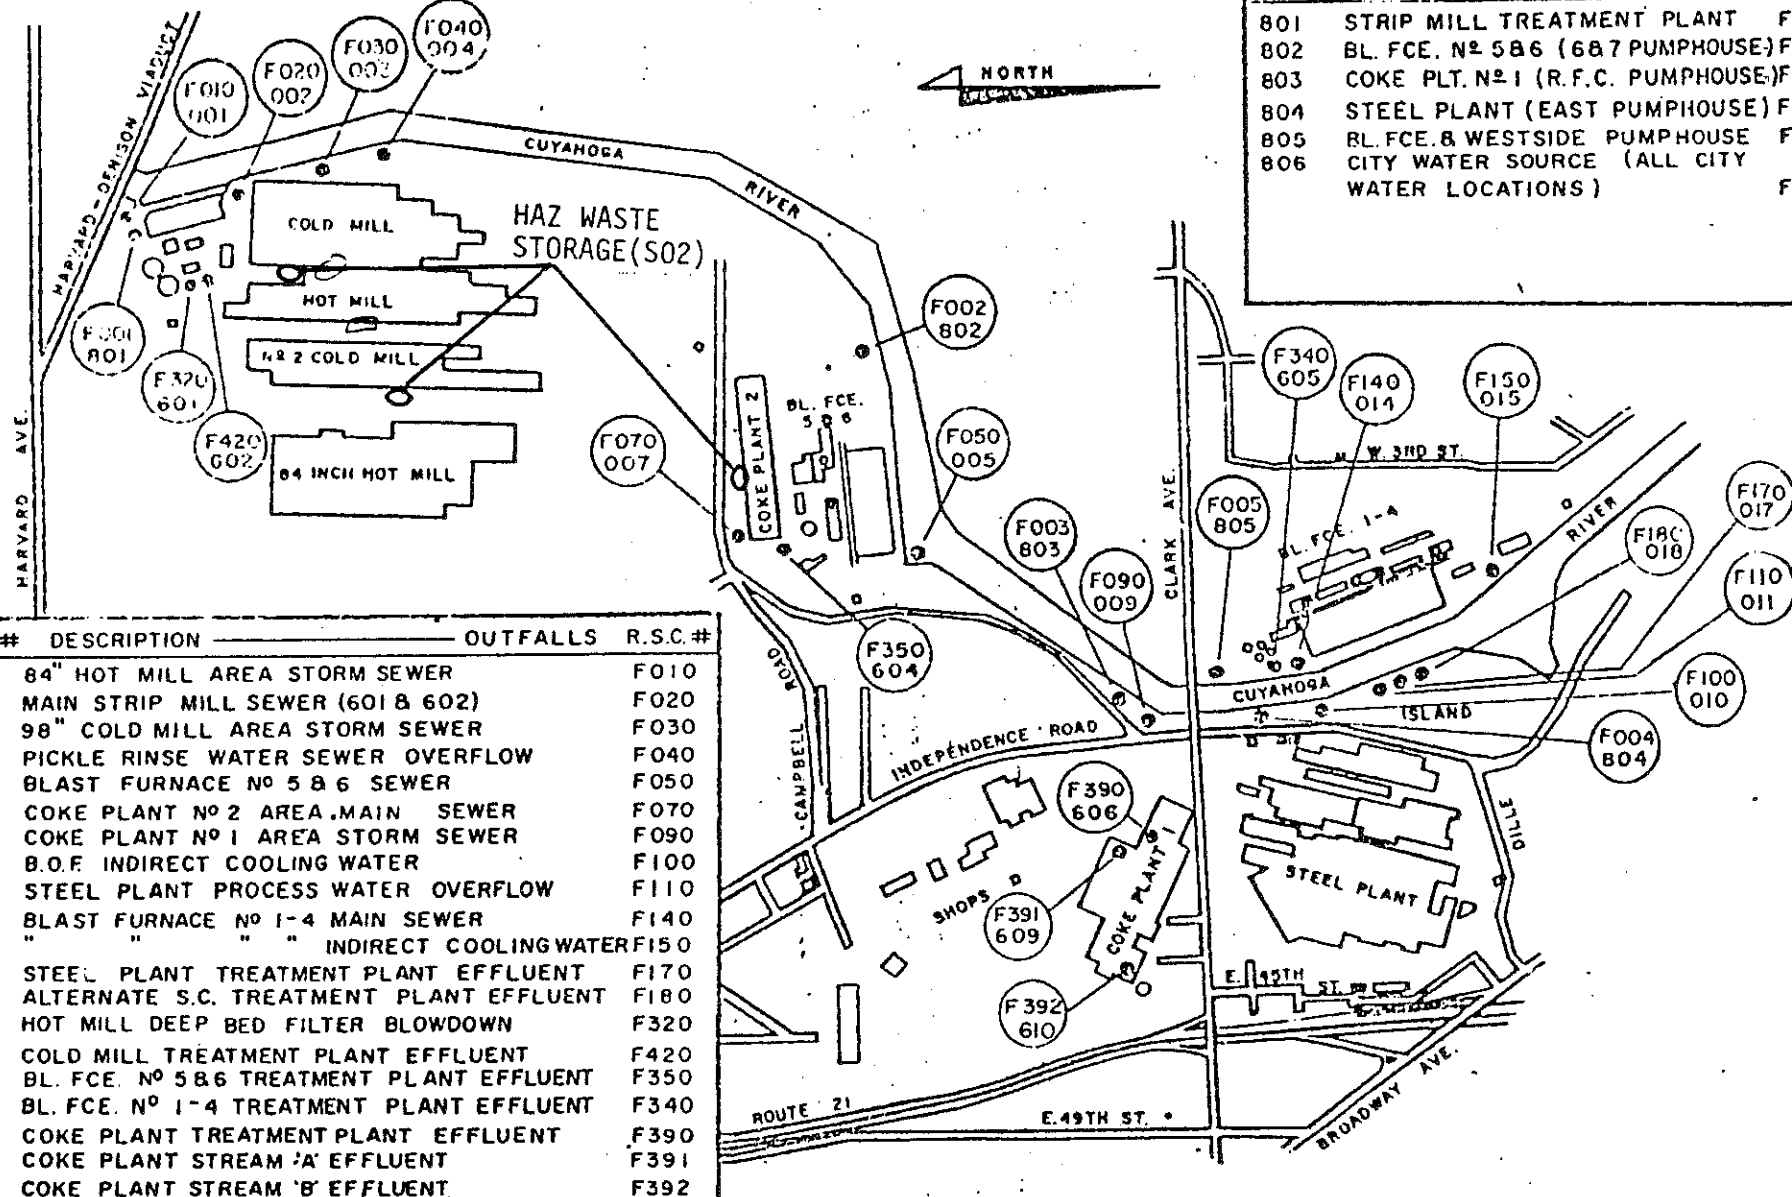 801 STRIP MILL TREATMENT PLANT F
802 BL. FCE. Nº 5&6 (6&7 PUMPHOUSE) F
803 COKE PLT. Nº 1 (R.F.C. PUMPHOUSE) F
804 STEEL PLANT (EAST PUMPHOUSE) F
805 BL. FCE. & WESTSIDE PUMPHOUSE F
806 CITY WATER SOURCE (ALL CITY
WATER LOCATIONS) F
NORTH
HARVARD-DENISON VIADUCT
F010
001
F020
002
F030
003
F040
004
CUYAHOGA
RIVER
COLD MILL
HAZ WASTE
STORAGE(S02)
HOT MILL
Nº 2 COLD MILL
84 INCH HOT MILL
F001
801
F320
601
F420
602
HARVARD AVE.
F002
802
BL. FCE.
5 6
COKE PLANT 2
F070
007
F050
005
F350
604
F003
803
F090
009
CLARK AVE.
F340
605
F140
014
F150
015
W. 3RD ST.
F005
805
BL. FCE. 1-4
RIVER
F180
018
F170
017
F110
011
F100
010
F004
804
CUYAHOGA
ISLAND
INDEPENDENCE ROAD
CAMPBELL ROAD
DILLE
F390
606
F391
609
F392
610
SHOPS
COKE PLANT 1
STEEL PLANT
E. 45TH ST.
ROUTE 21
E. 49TH ST.
BROADWAY AVE.
# DESCRIPTION OUTFALLS R.S.C. #
84" HOT MILL AREA STORM SEWER F010
MAIN STRIP MILL SEWER (601 & 602) F020
98" COLD MILL AREA STORM SEWER F030
PICKLE RINSE WATER SEWER OVERFLOW F040
BLAST FURNACE Nº 5 & 6 SEWER F050
COKE PLANT Nº 2 AREA MAIN SEWER F070
COKE PLANT Nº 1 AREA STORM SEWER F090
B.O.F. INDIRECT COOLING WATER F100
STEEL PLANT PROCESS WATER OVERFLOW F110
BLAST FURNACE Nº 1-4 MAIN SEWER F140
" " " " INDIRECT COOLING WATER F150
STEEL PLANT TREATMENT PLANT EFFLUENT F170
ALTERNATE S.C. TREATMENT PLANT EFFLUENT F180
HOT MILL DEEP BED FILTER BLOWDOWN F320
COLD MILL TREATMENT PLANT EFFLUENT F420
BL. FCE. Nº 5&6 TREATMENT PLANT EFFLUENT F350
BL. FCE. Nº 1-4 TREATMENT PLANT EFFLUENT F340
COKE PLANT TREATMENT PLANT EFFLUENT F390
COKE PLANT STREAM 'A' EFFLUENT F391
COKE PLANT STREAM 'B' EFFLUENT F392